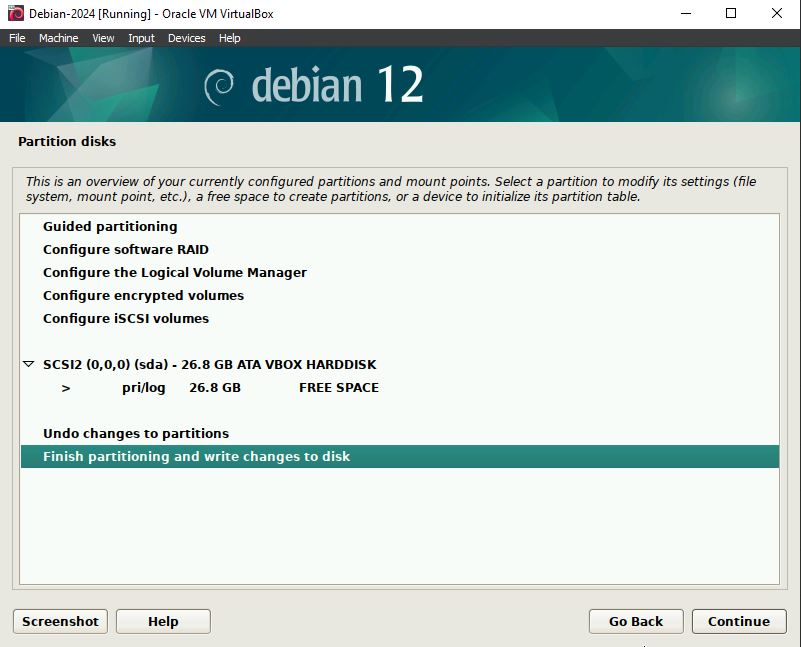 Debian-2024 [Running] - Oracle VM VirtualBox
File Machine View Input Devices Help
debian 12
Partition disks
This is an overview of your currently configured partitions and mount points. Select a partition to modify its settings (file
system, mount point, etc.), a free space to create partitions, or a device to initialize its partition table.
Guided partitioning
Configure software RAID
Configure the Logical Volume Manager
Configure encrypted volumes
Configure iSCSI volumes
SCSI2 (0,0,0) (sda) - 26.8 GB ATA VBOX HARDDISK
> pri/log 26.8 GB FREE SPACE
Undo changes to partitions
Finish partitioning and write changes to disk
Screenshot Help Go Back Continue